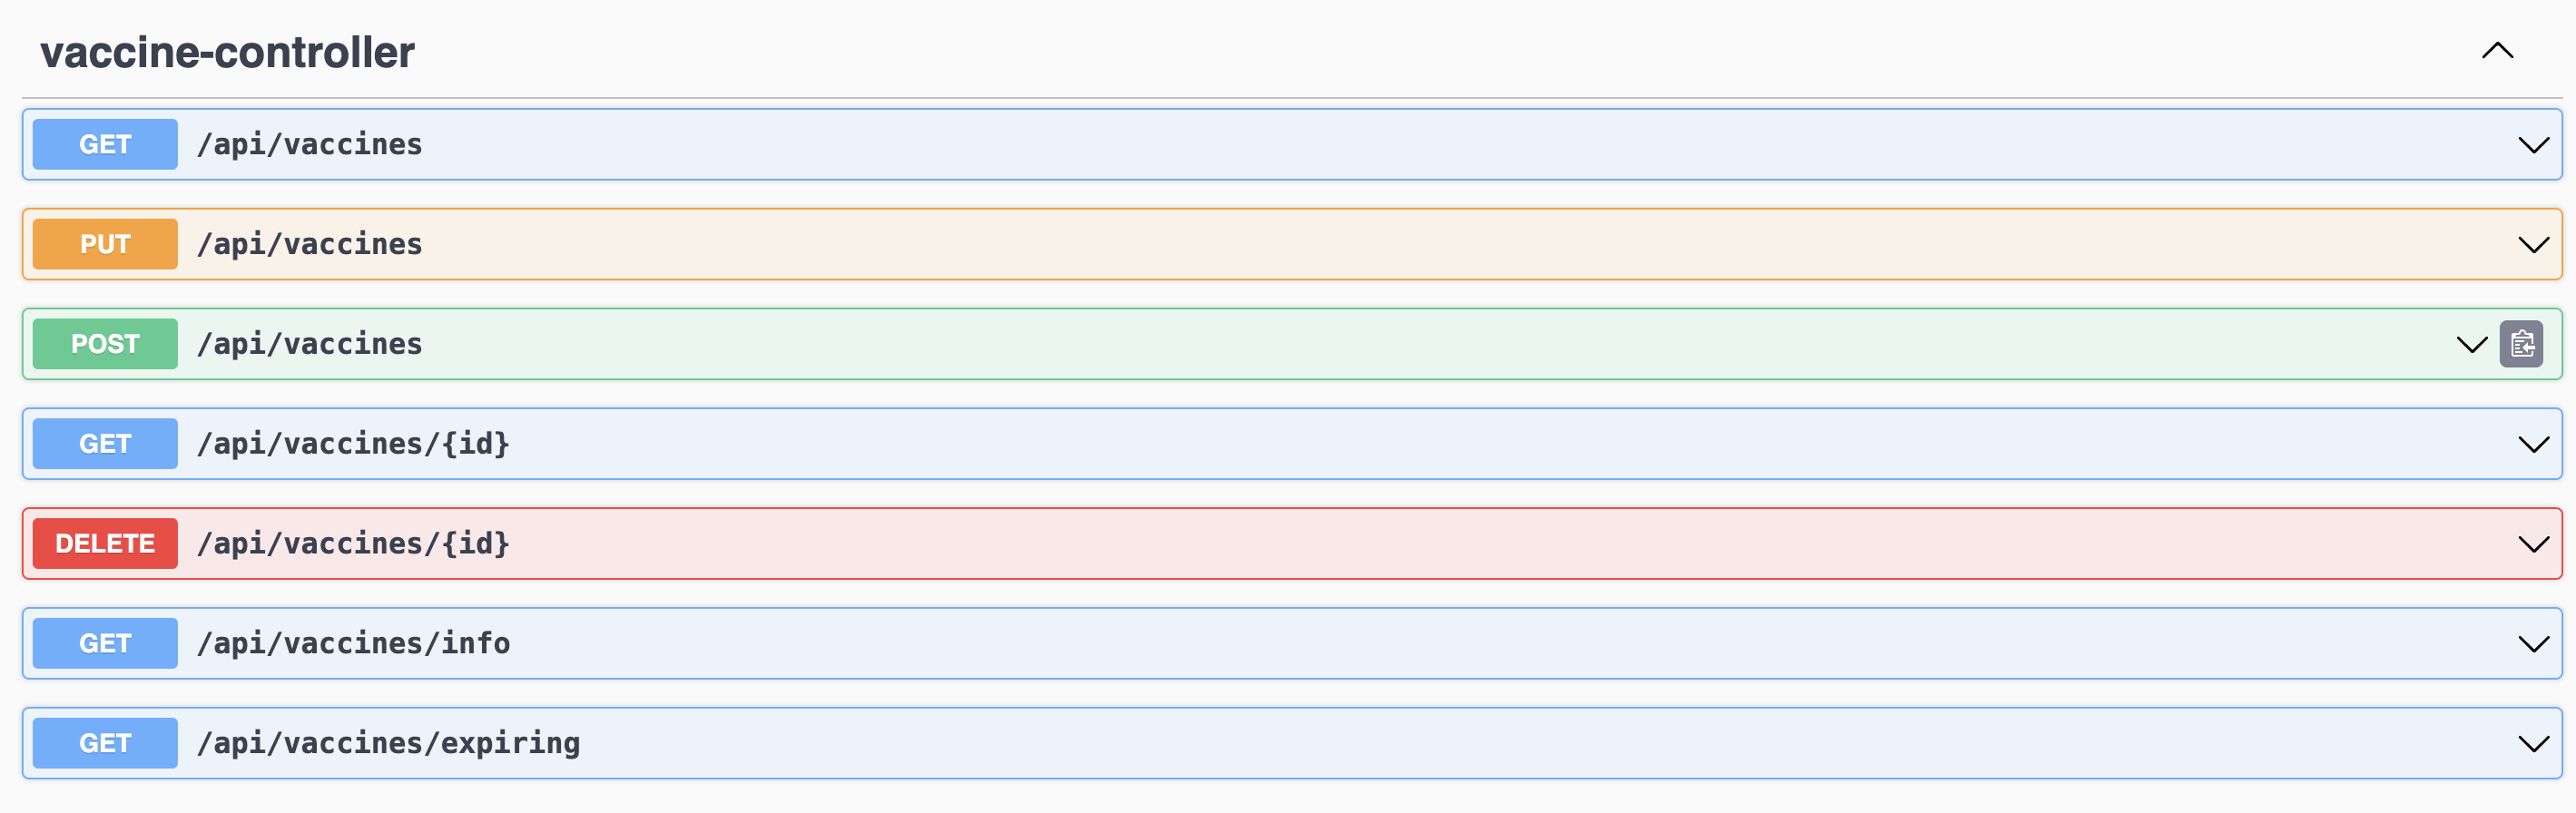 vaccine-controller
GET /api/vaccines
PUT /api/vaccines
POST /api/vaccines
GET /api/vaccines/{id}
DELETE /api/vaccines/{id}
GET /api/vaccines/info
GET /api/vaccines/expiring